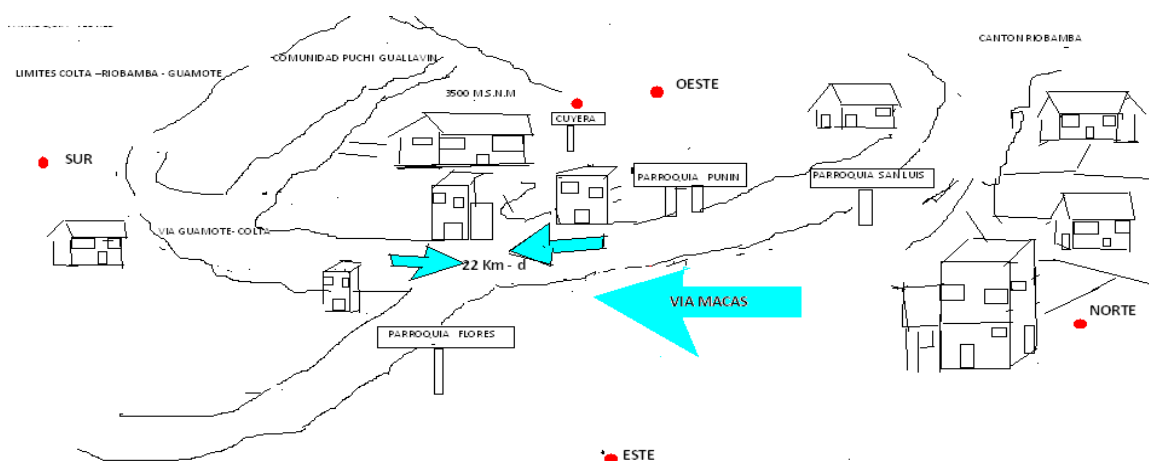 CANTON RIOBAMBA
COMUNIDAD PUCHI GUALLAVIN
LIMITES COLTA –RIOBAMBA - GUAMOTE
3500 M.S.N.M
OESTE
CUYERA
SUR
PARROQUIA PUNIN
PARROQUIA SAN LUIS
VIA GUAMOTE- COLTA
22 Km - d
VIA MACAS
NORTE
PARROQUIA FLORES
ESTE